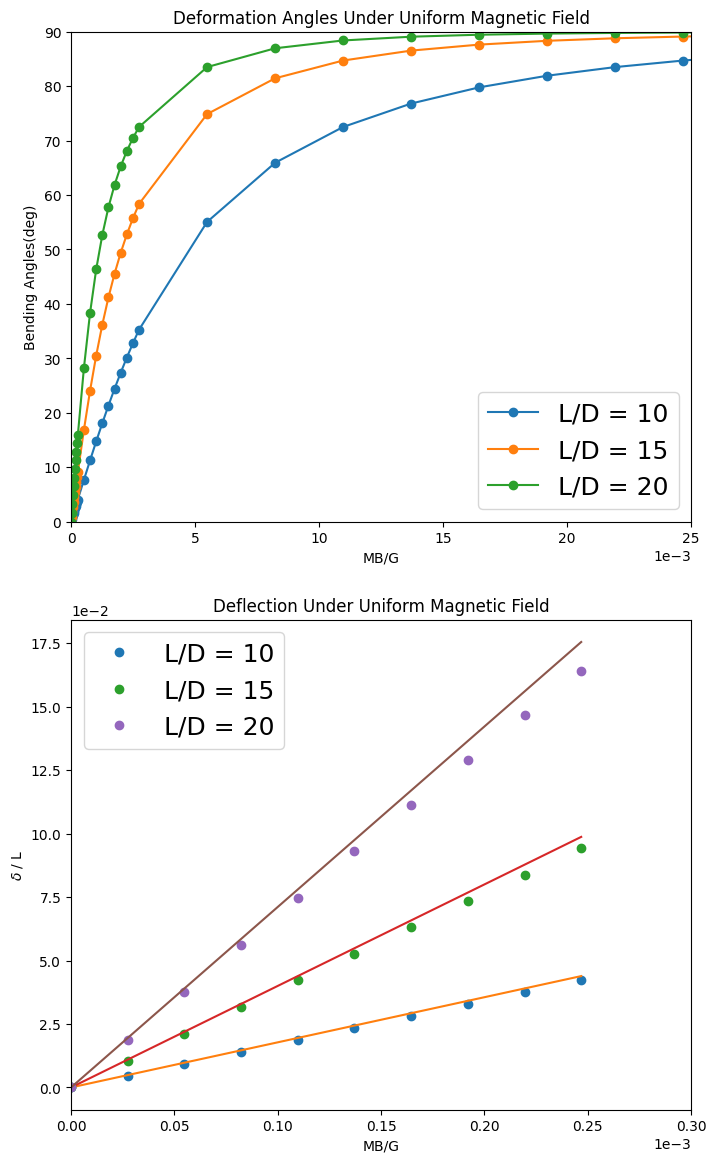 Deformation Angles Under Uniform Magnetic Field
90
80
70
60
50
40
30
20
10
0
Bending Angles(deg)
L/D = 10
L/D = 15
L/D = 20
0 5 10 15 20 25
MB/G
1e−3
Deflection Under Uniform Magnetic Field
1e−2
17.5
15.0
12.5
10.0
7.5
5.0
2.5
0.0
δ / L
L/D = 10
L/D = 15
L/D = 20
0.00 0.05 0.10 0.15 0.20 0.25 0.30
MB/G
1e−3